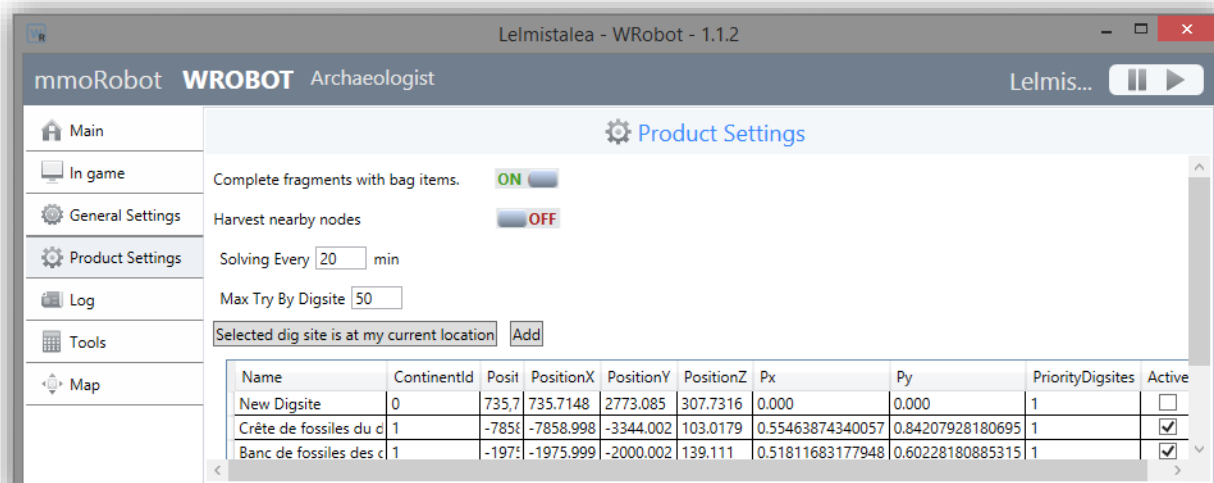 WR Lelmistalea - WRobot - 1.1.2
mmoRobot WROBOT Archaeologist Lelmis...
Main
In game
General Settings
Product Settings
Log
Tools
Map
Product Settings
Complete fragments with bag items. ON
Harvest nearby nodes OFF
Solving Every 20 min
Max Try By Digsite 50
Selected dig site is at my current location Add
Name ContinentId Posit PositionX PositionY PositionZ Px Py PriorityDigsites Active
New Digsite 0 735,7 735.7148 2773.085 307.7316 0.000 0.000 1
Crête de fossiles du d 1 -7858 -7858.998 -3344.002 103.0179 0.55463874340057 0.84207928180695 1
Banc de fossiles des c 1 -1975 -1975.999 -2000.002 139.111 0.51811683177948 0.60228180885315 1